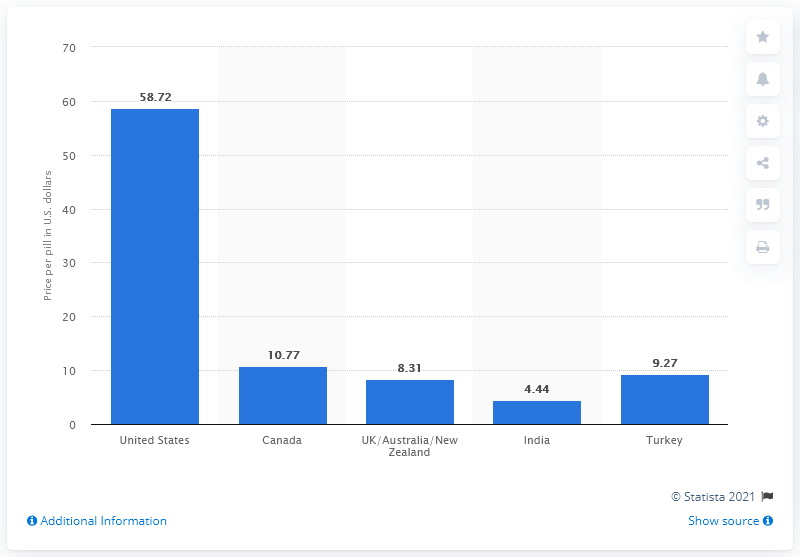 70
60
50
40
30
20
10
0
Price per pill in U.S. dollars
58.72
10.77
8.31
4.44
9.27
United States
Canada
UK/Australia/New
Zealand
India
Turkey
© Statista 2021
Additional Information
Show source